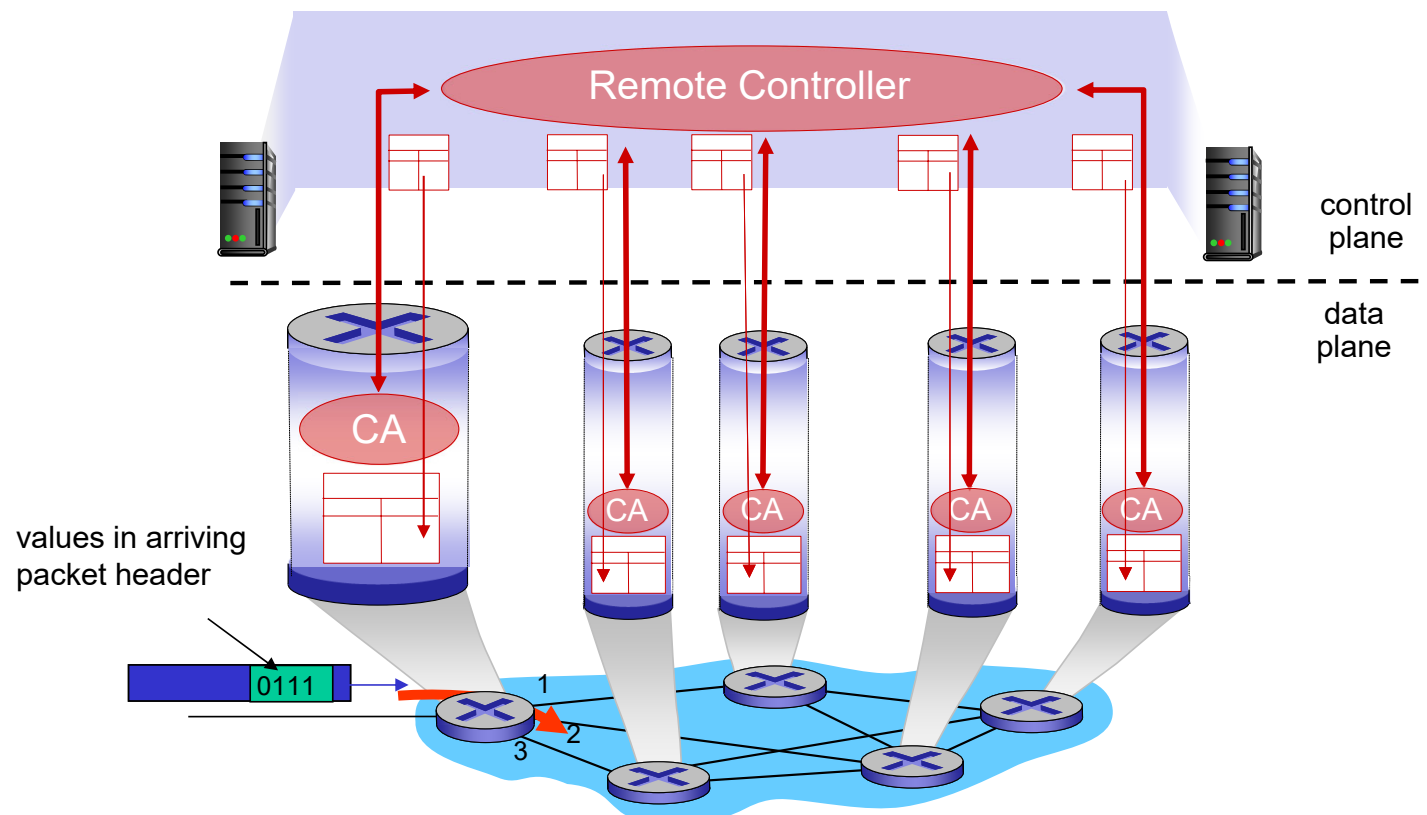 Remote Controller
control
plane
data
plane
CA
CA
CA
CA
CA
values in arriving
packet header
0111
1
2
3